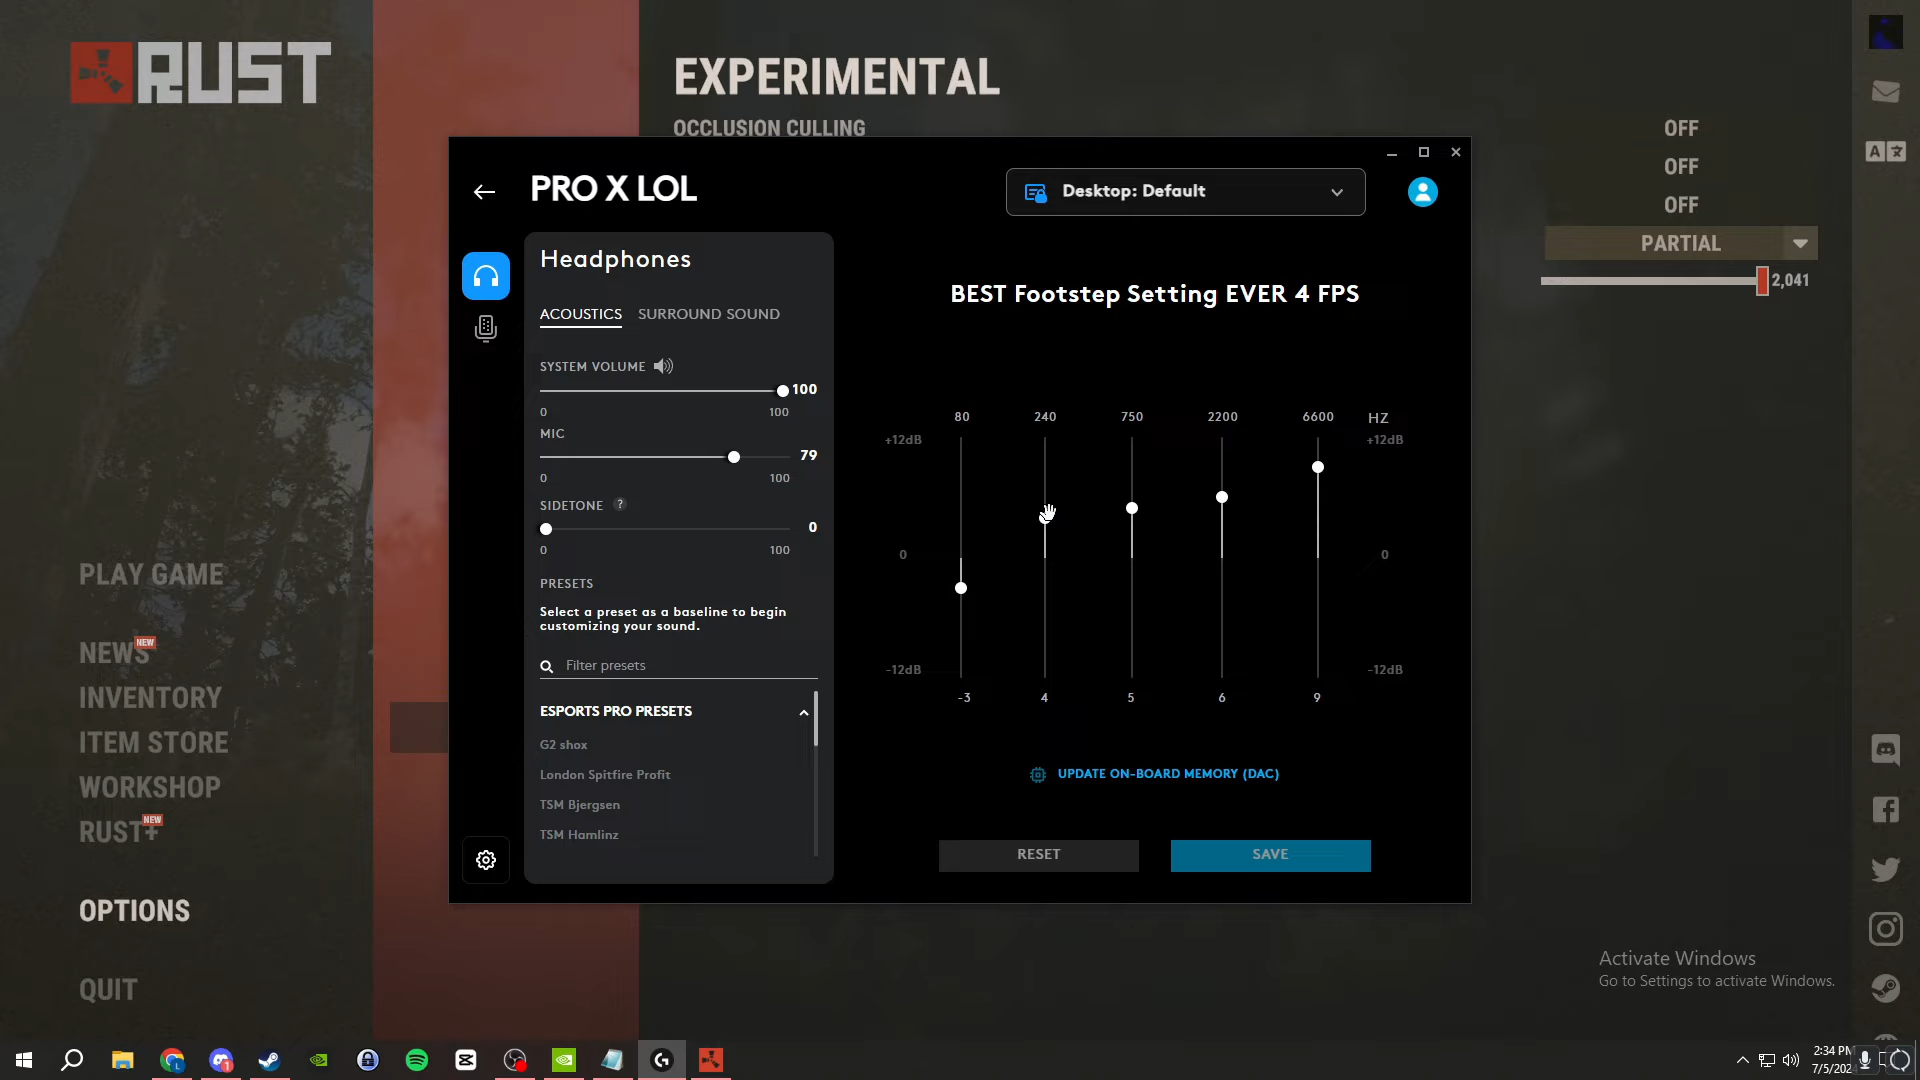 RUST
EXPERIMENTAL
OCCLUSION CULLING
OFF
OFF
OFF
PARTIAL
2,041
PRO X LOL
Desktop: Default
Headphones
ACOUSTICS SURROUND SOUND
SYSTEM VOLUME
100
0 100
MIC
79
0 100
SIDETONE ?
0
0 100
PRESETS
Select a preset as a baseline to begin
customizing your sound.
Filter presets
ESPORTS PRO PRESETS
G2 shox
London Spitfire Profit
TSM Bjergsen
TSM Hamlinz
BEST Footstep Setting EVER 4 FPS
80 240 750 2200 6600 HZ
+12dB +12dB
0 0
-12dB -12dB
-3 4 5 6 9
UPDATE ON-BOARD MEMORY (DAC)
RESET SAVE
PLAY GAME
NEWS NEW
INVENTORY
ITEM STORE
WORKSHOP
RUST+ NEW
OPTIONS
QUIT
Activate Windows
Go to Settings to activate Windows.
2:34 PM